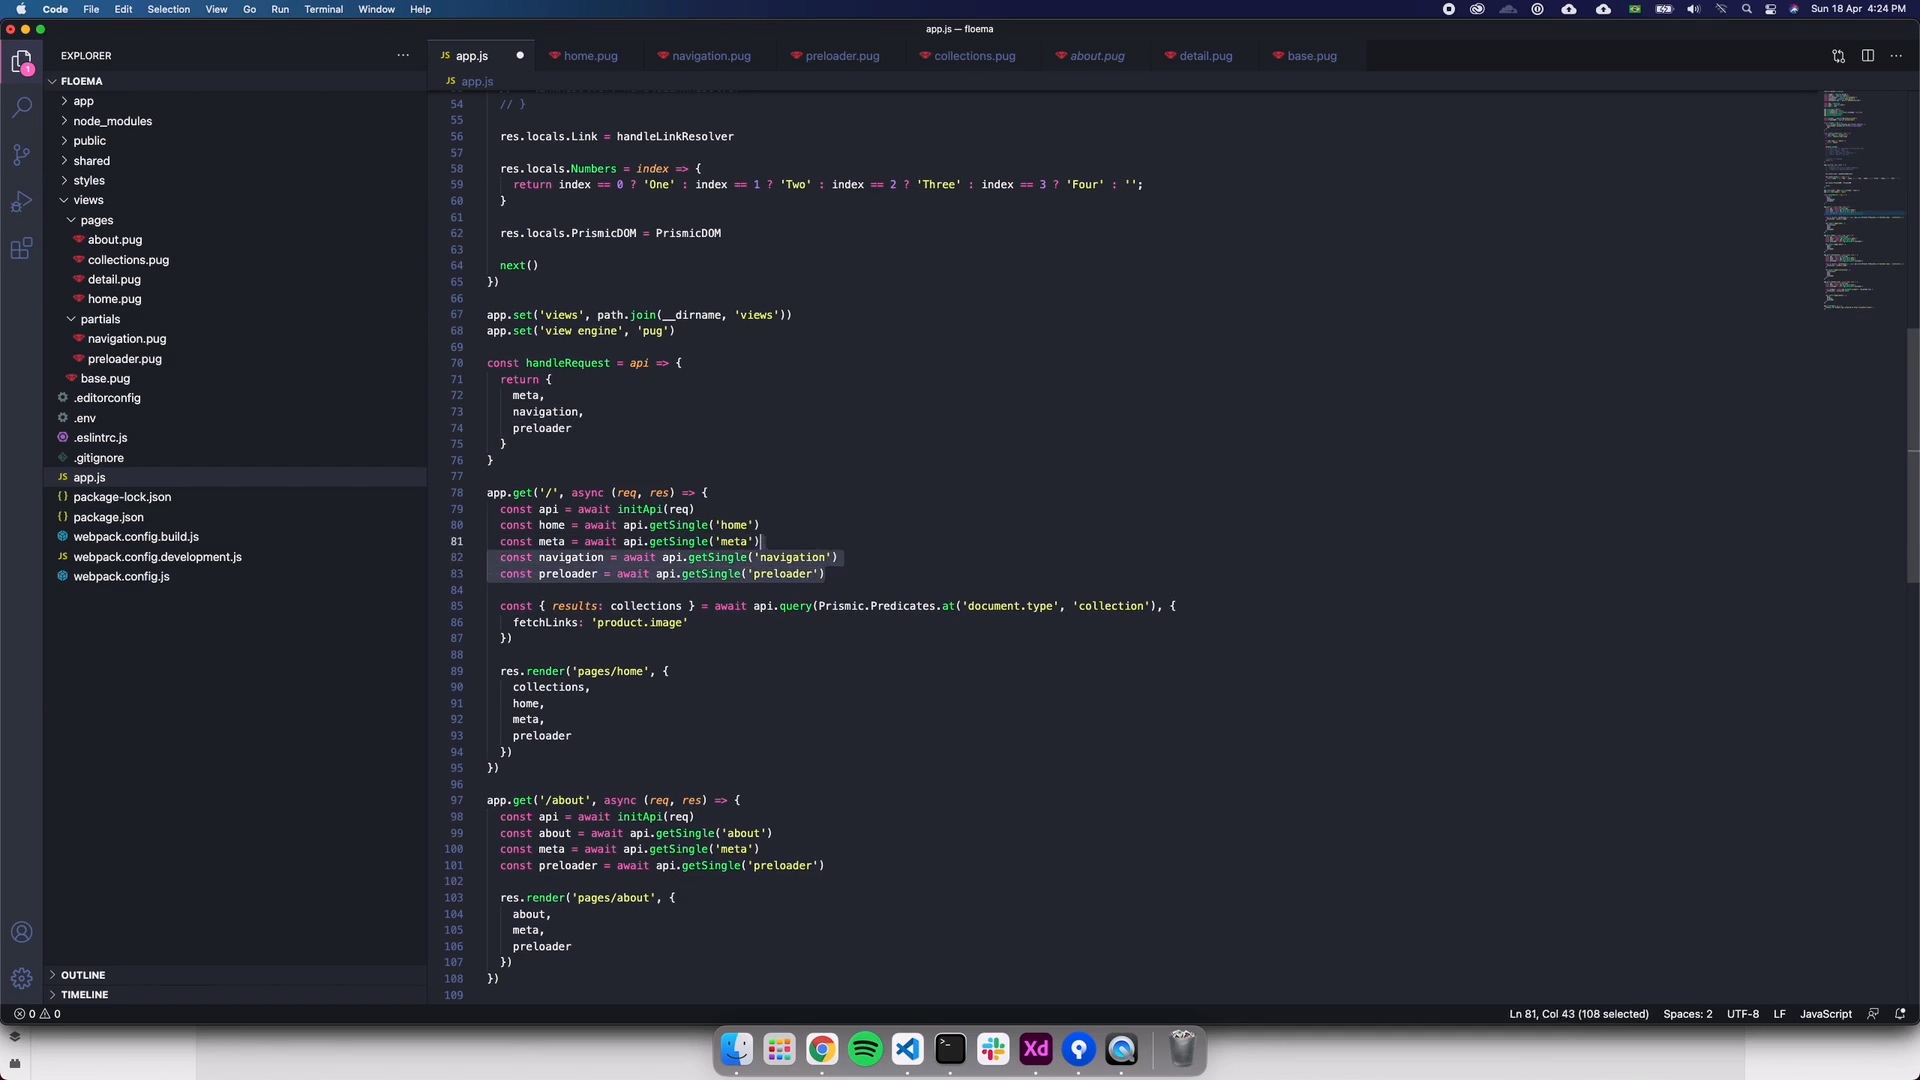 Code File Edit Selection View Go Run Terminal Window Help Sun 18 Apr 4:24 PM
app.js — floema
EXPLORER
app.js home.pug navigation.pug preloader.pug collections.pug about.pug detail.pug base.pug
JS app.js
FLOEMA
app
node_modules
public
shared
styles
views
pages
about.pug
collections.pug
detail.pug
home.pug
partials
navigation.pug
preloader.pug
base.pug
.editorconfig
.env
.eslintrc.js
.gitignore
JS app.js
{} package-lock.json
{} package.json
webpack.config.build.js
JS webpack.config.development.js
webpack.config.js
OUTLINE
TIMELINE
1
54 // }
55
56 res.locals.Link = handleLinkResolver
57
58 res.locals.Numbers = index => {
59 return index == 0 ? 'One' : index == 1 ? 'Two' : index == 2 ? 'Three' : index == 3 ? 'Four' : '';
60 }
61
62 res.locals.PrismicDOM = PrismicDOM
63
64 next()
65 })
66
67 app.set('views', path.join(__dirname, 'views'))
68 app.set('view engine', 'pug')
69
70 const handleRequest = api => {
71 return {
72 meta,
73 navigation,
74 preloader
75 }
76 }
77
78 app.get('/', async (req, res) => {
79 const api = await initApi(req)
80 const home = await api.getSingle('home')
81 const meta = await api.getSingle('meta')
82 const navigation = await api.getSingle('navigation')
83 const preloader = await api.getSingle('preloader')
84
85 const { results: collections } = await api.query(Prismic.Predicates.at('document.type', 'collection'), {
86 fetchLinks: 'product.image'
87 })
88
89 res.render('pages/home', {
90 collections,
91 home,
92 meta,
93 preloader
94 })
95 })
96
97 app.get('/about', async (req, res) => {
98 const api = await initApi(req)
99 const about = await api.getSingle('about')
100 const meta = await api.getSingle('meta')
101 const preloader = await api.getSingle('preloader')
102
103 res.render('pages/about', {
104 about,
105 meta,
106 preloader
107 })
108 })
109
0 0 Ln 81, Col 43 (108 selected) Spaces: 2 UTF-8 LF JavaScript
Xd